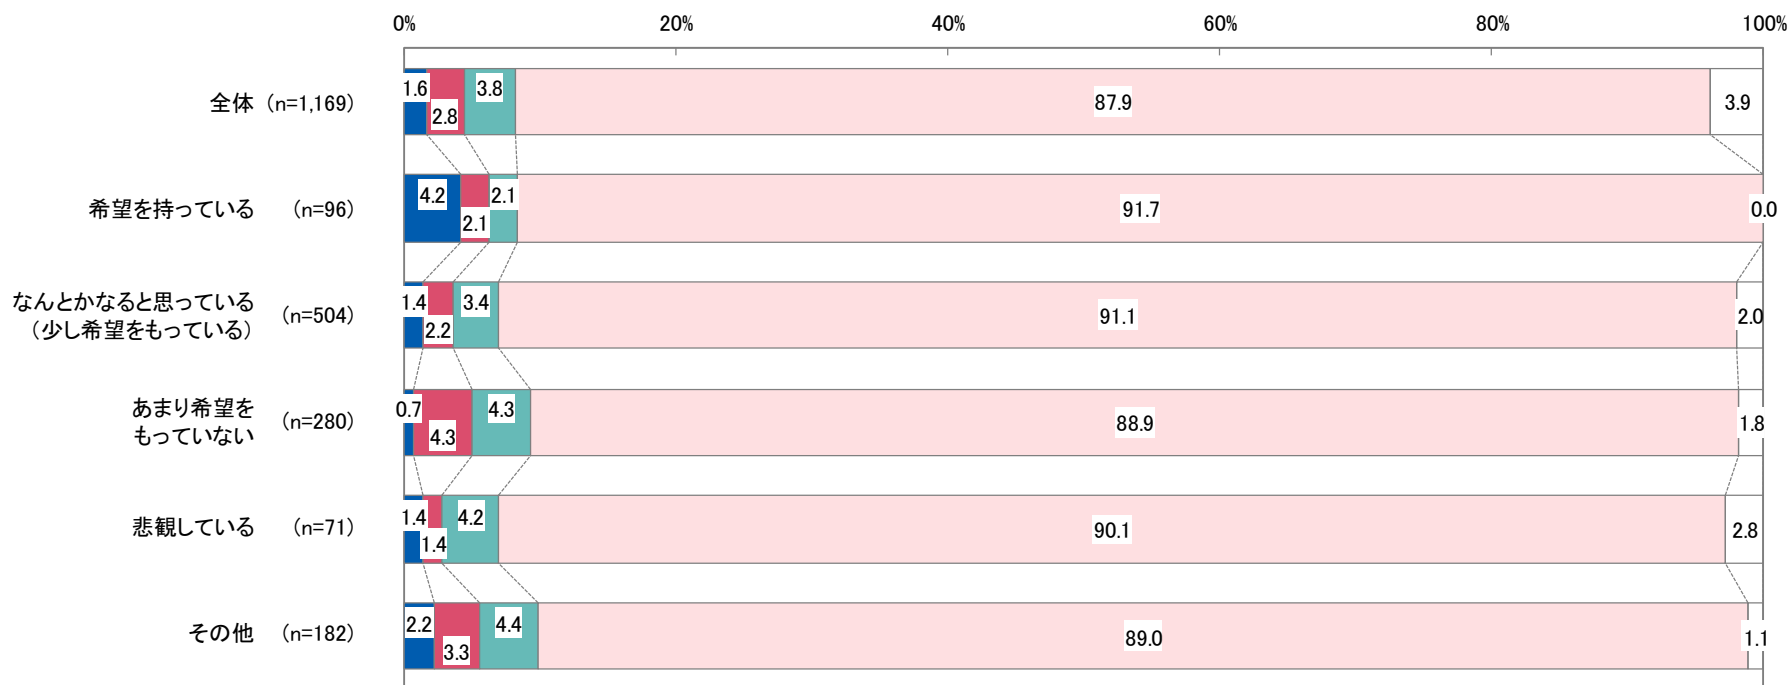 0% 20% 40% 60% 80% 100%
全体 (n=1,169) 1.6 2.8 3.8 87.9 3.9
希望を持っている (n=96) 4.2 2.1 2.1 91.7 0.0
なんとかなると思っている
（少し希望をもっている） (n=504) 1.4 2.2 3.4 91.1 2.0
あまり希望を
もっていない (n=280) 0.7 4.3 4.3 88.9 1.8
悲観している (n=71) 1.4 1.4 4.2 90.1 2.8
その他 (n=182) 2.2 3.3 4.4 89.0 1.1